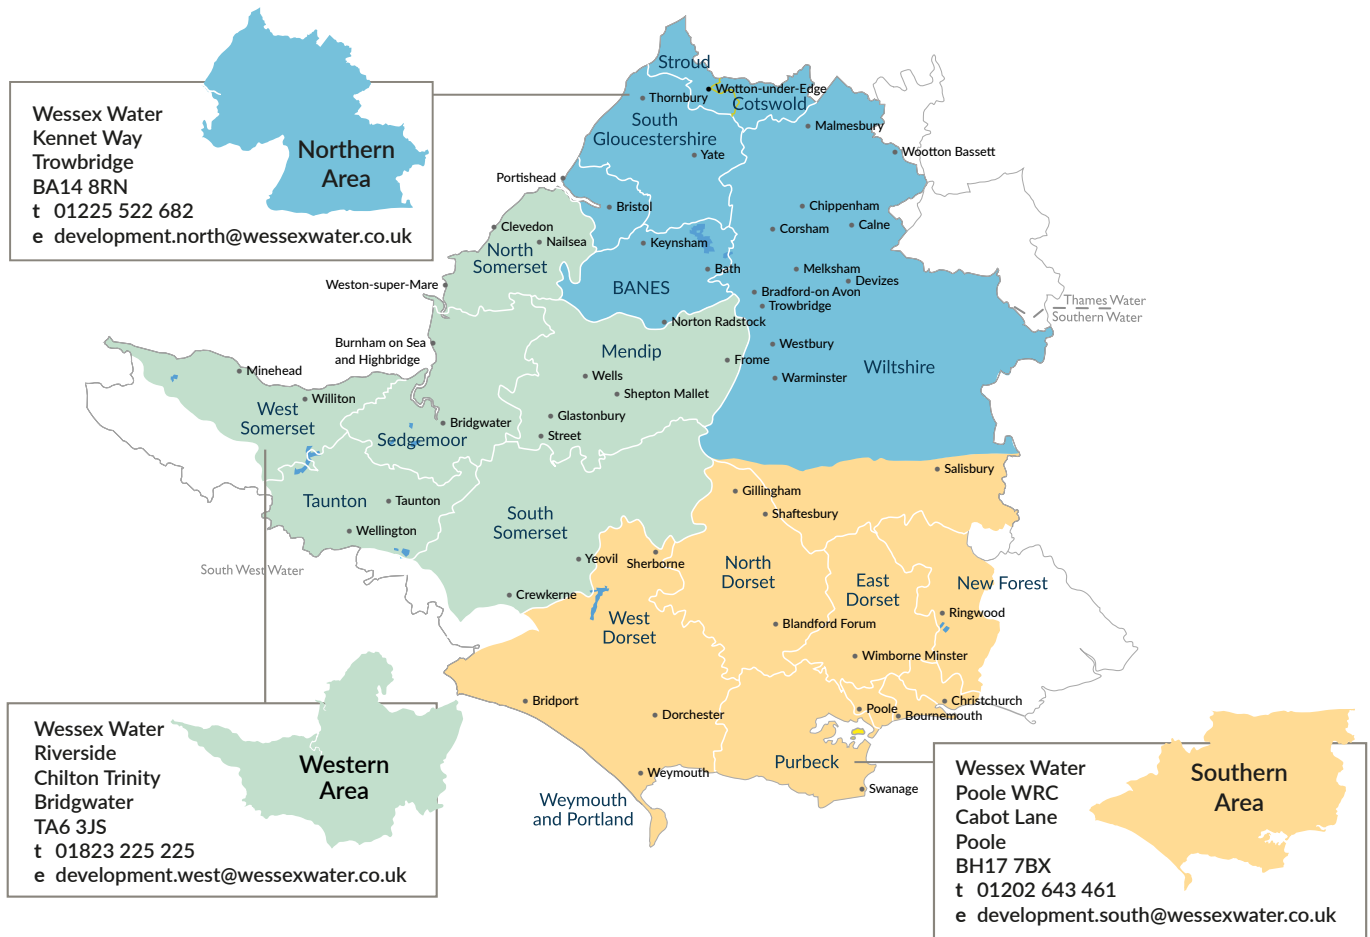 Wessex Water
Kennet Way
Trowbridge
BA14 8RN
t 01225 522 682
e development.north@wessexwater.co.uk
Northern
Area
Stroud
Wotton-under-Edge
Thornbury
Cotswold
South
Gloucestershire
Malmesbury
Yate
Wootton Bassett
Portishead
Bristol
Chippenham
Clevedon
Corsham
Calne
Nailsea
Keynsham
North
Somerset
Bath
Melksham
Devizes
Weston-super-Mare
BANES
Bradford-on Avon
Trowbridge
Thames Water
Southern Water
Norton Radstock
Burnham on Sea
and Highbridge
Mendip
Westbury
Frome
Wiltshire
Minehead
Wells
Warminster
Shepton Mallet
Williton
West
Somerset
Glastonbury
Bridgwater
Sedgemoor
Street
Salisbury
Gillingham
Taunton
Taunton
Shaftesbury
South
Somerset
Wellington
Yeovil
Sherborne
South West Water
North
Dorset
East
Dorset
New Forest
Crewkerne
Ringwood
West
Dorset
Blandford Forum
Wimborne Minster
Bridport
Christchurch
Poole
Bournemouth
Dorchester
Purbeck
Weymouth
Swanage
Weymouth
and Portland
Wessex Water
Riverside
Chilton Trinity
Bridgwater
TA6 3JS
t 01823 225 225
e development.west@wessexwater.co.uk
Western
Area
Wessex Water
Poole WRC
Cabot Lane
Poole
BH17 7BX
t 01202 643 461
e development.south@wessexwater.co.uk
Southern
Area